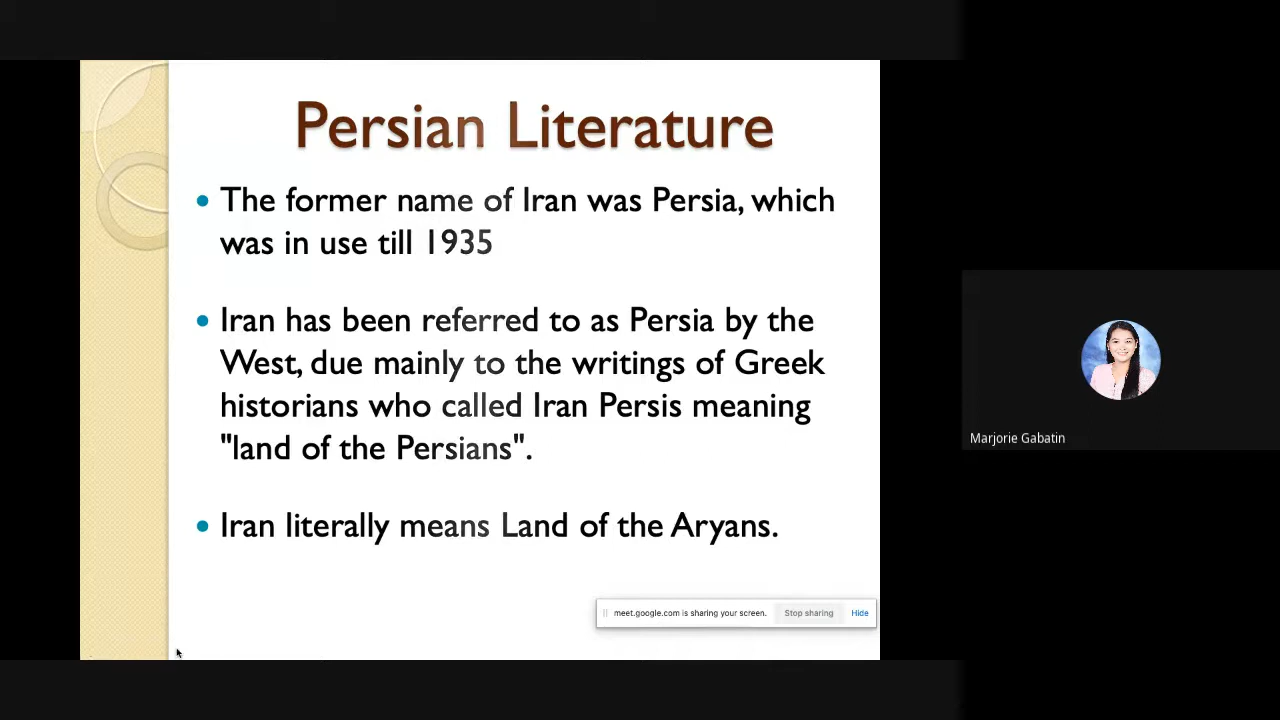 Persian Literature
• The former name of Iran was Persia, which
was in use till 1935
• Iran has been referred to as Persia by the
West, due mainly to the writings of Greek
historians who called Iran Persis meaning
"land of the Persians".
• Iran literally means Land of the Aryans.
meet.google.com is sharing your screen. Stop sharing Hide
Marjorie Gabatin